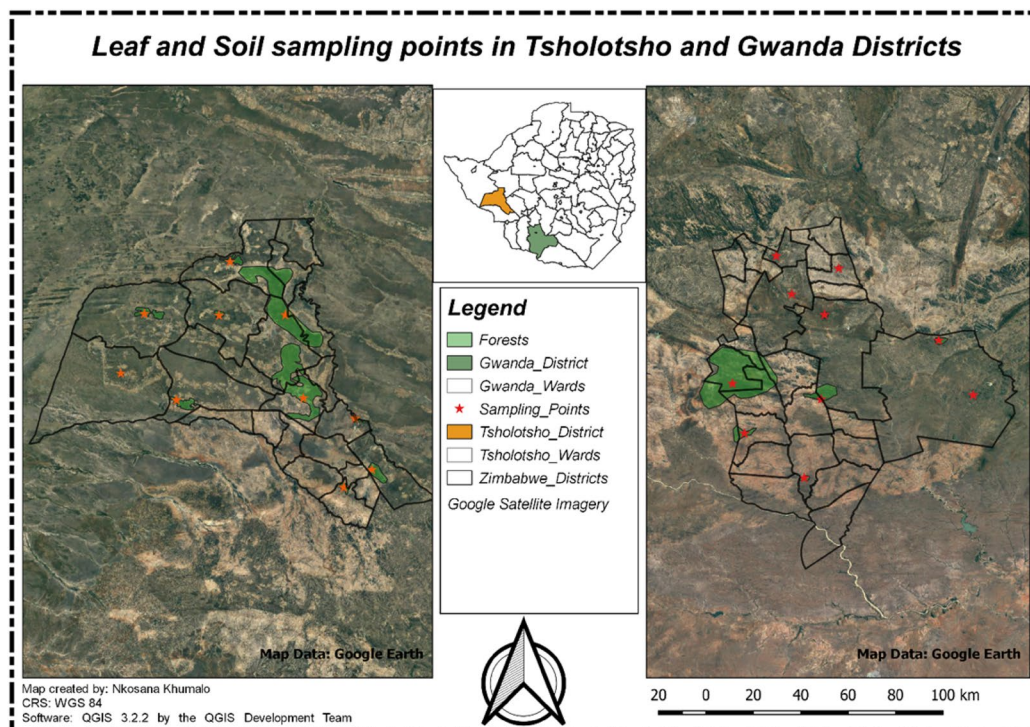 Leaf and Soil sampling points in Tsholotsho and Gwanda Districts
Map Data: Google Earth
Legend
Forests
Gwanda_District
Gwanda_Wards
Sampling_Points
Tsholotsho_District
Tsholotsho_Wards
Zimbabwe_Districts
Google Satellite Imagery
Map Data: Google Earth
Map created by: Nkosana Khumalo
CRS: WGS 84
Software: QGIS 3.2.2 by the QGIS Development Team
20 0 20 40 60 80 100 km